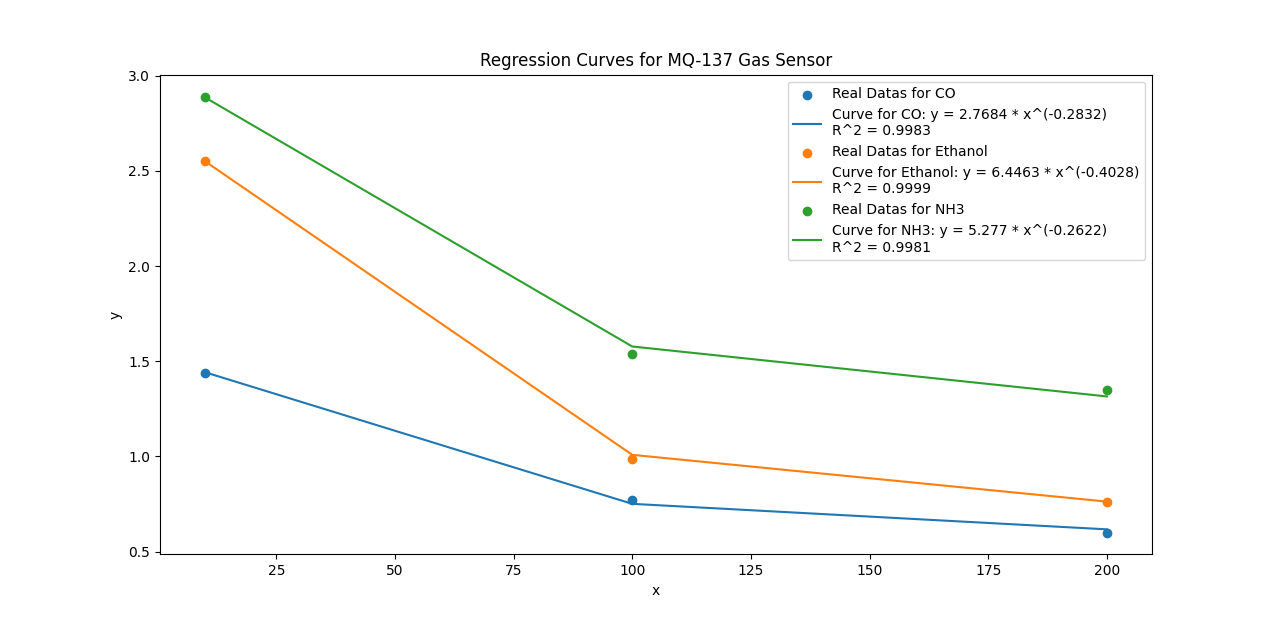 Regression Curves for MQ-137 Gas Sensor
Real Datas for CO
Curve for CO: y = 2.7684 * x^(-0.2832)
R^2 = 0.9983
Real Datas for Ethanol
Curve for Ethanol: y = 6.4463 * x^(-0.4028)
R^2 = 0.9999
Real Datas for NH3
Curve for NH3: y = 5.277 * x^(-0.2622)
R^2 = 0.9981
3.0
2.5
2.0
1.5
1.0
0.5
y
25 50 75 100 125 150 175 200
x